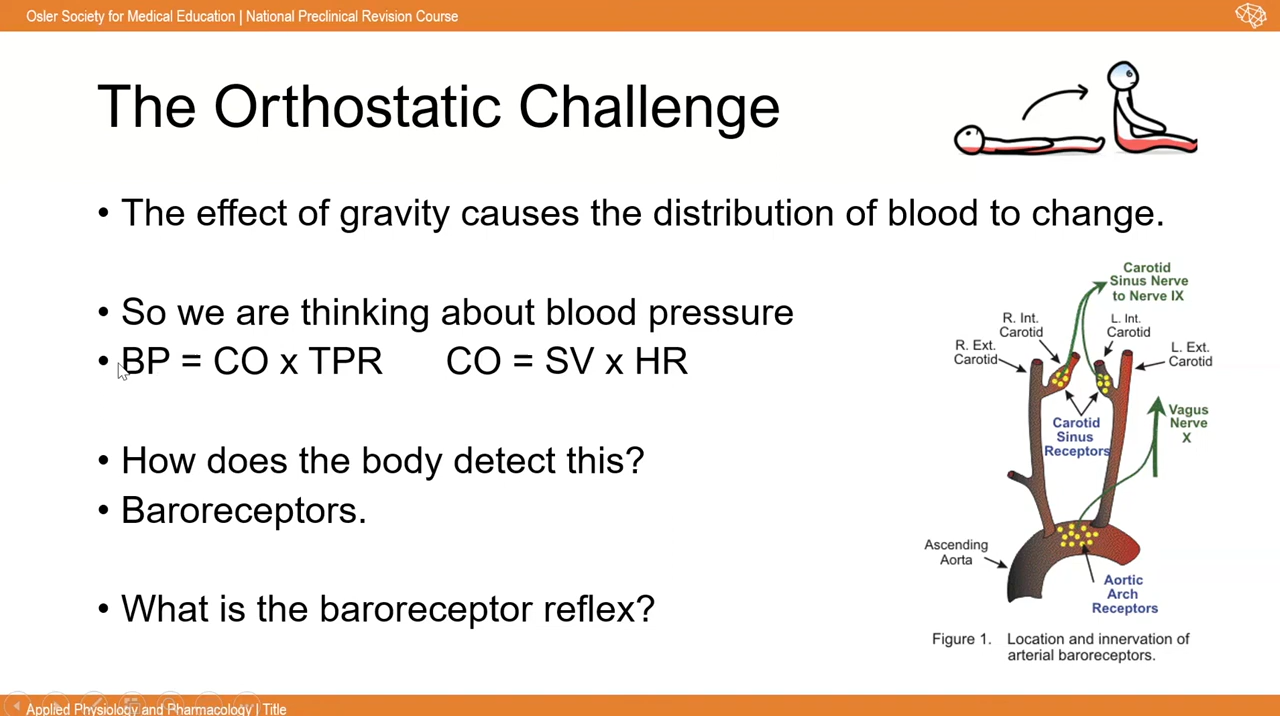 Osler Society for Medical Education | National Preclinical Revision Course
The Orthostatic Challenge
• The effect of gravity causes the distribution of blood to change.
• So we are thinking about blood pressure
• BP = CO x TPR CO = SV x HR
• How does the body detect this?
• Baroreceptors.
• What is the baroreceptor reflex?
Carotid
Sinus Nerve
to Nerve IX
R. Int.
Carotid
L. Int.
Carotid
R. Ext.
Carotid
L. Ext.
Carotid
Carotid
Sinus
Receptors
Vagus
Nerve
X
Ascending
Aorta
Aortic
Arch
Receptors
Figure 1. Location and innervation of
arterial baroreceptors.
Applied Physiology and Pharmacology | Title